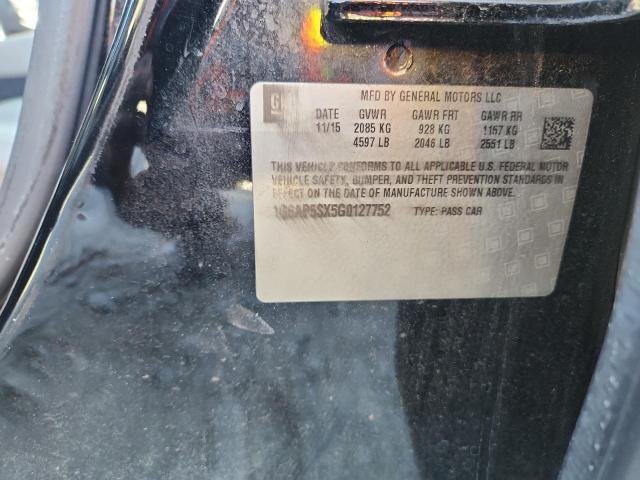 GM
MFD BY GENERAL MOTORS LLC
DATE GVWR GAWR FRT GAWR RR
11/15 2085 KG 928 KG 1157 KG
4597 LB 2046 LB 2551 LB
THIS VEHICLE CONFORMS TO ALL APPLICABLE U.S. FEDERAL MOTOR
VEHICLE SAFETY, BUMPER, AND THEFT PREVENTION STANDARDS
IN EFFECT ON THE DATE OF MANUFACTURE SHOWN ABOVE.
1G6AP5SX5G0127752 TYPE: PASS CAR